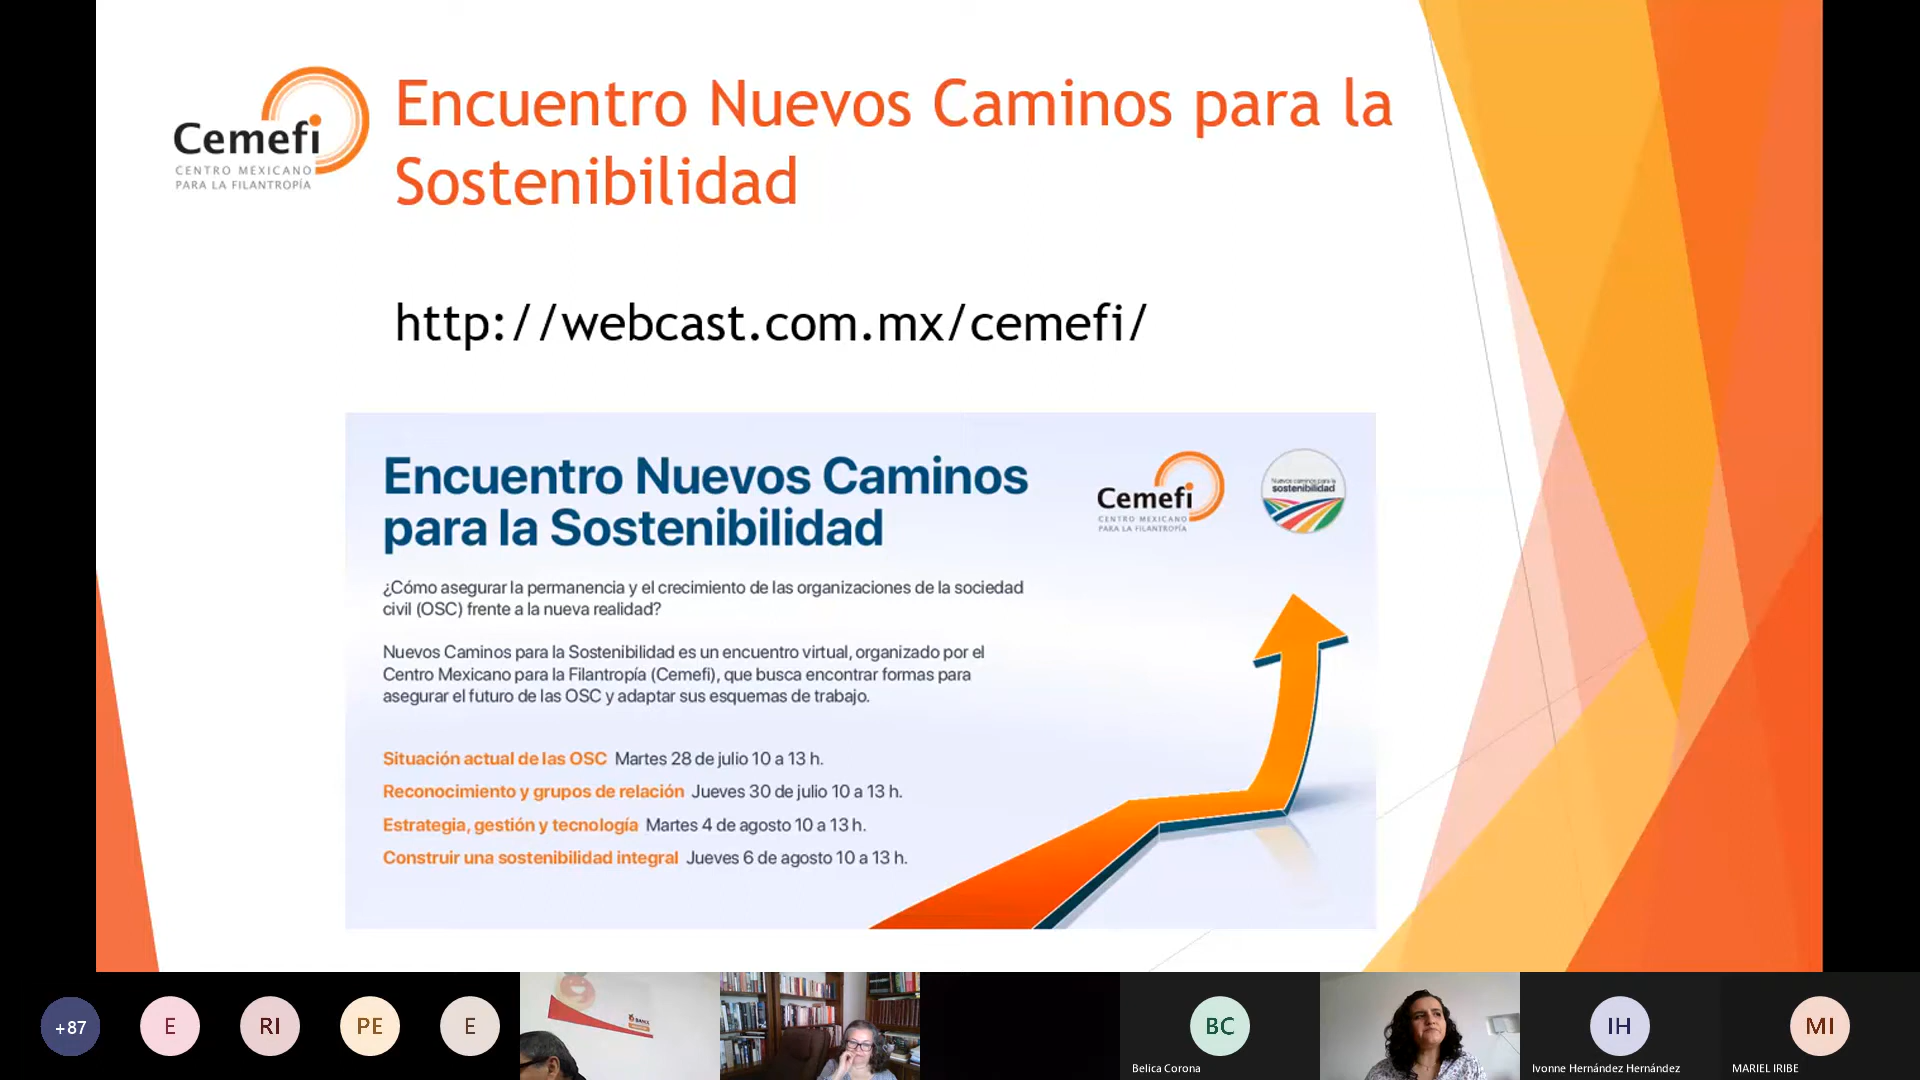 Cemefi
CENTRO MEXICANO
PARA LA FILANTROPÍA
Encuentro Nuevos Caminos para la
Sostenibilidad
http://webcast.com.mx/cemefi/
Encuentro Nuevos Caminos
para la Sostenibilidad
Cemefi
CENTRO MEXICANO
PARA LA FILANTROPÍA
Nuevos caminos para la
sostenibilidad
¿Cómo asegurar la permanencia y el crecimiento de las organizaciones de la sociedad
civil (OSC) frente a la nueva realidad?
Nuevos Caminos para la Sostenibilidad es un encuentro virtual, organizado por el
Centro Mexicano para la Filantropía (Cemefi), que busca encontrar formas para
asegurar el futuro de las OSC y adaptar sus esquemas de trabajo.
Situación actual de las OSC Martes 28 de julio 10 a 13 h.
Reconocimiento y grupos de relación Jueves 30 de julio 10 a 13 h.
Estrategia, gestión y tecnología Martes 4 de agosto 10 a 13 h.
Construir una sostenibilidad integral Jueves 6 de agosto 10 a 13 h.
+87
E
RI
PE
E
BC
IH
MI
Belica Corona
Ivonne Hernández Hernández
MARIEL IRIBE